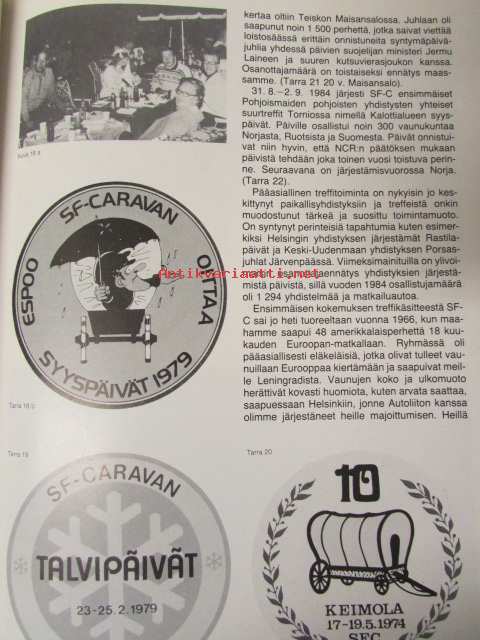 kertaa oltiin Teiskon Maisansalossa. Juhlaan oli
saapunut noin 1 500 perhettä, jotka saivat viettää
loistosäässä erittäin onnistuneita syntymäpäivä-
juhlia yhdessä päivien suojelijan ministeri Jermu
Laineen ja suuren kutsuvierasjoukon kanssa.
Osanottajamäärä on toistaiseksi ennätys maas-
samme. (Tarra 21 20 v. Maisansalo).
31. 8.–2. 9. 1984 järjesti SF-C ensimmäiset
Pohjoismaiden pohjoisten yhdistysten yhteiset
suurtreffit Torniossa nimellä Kalottialueen syys-
päivät. Päiville osallistui noin 300 vaunukuntaa
Norjasta, Ruotsista ja Suomesta. Päivät onnistui-
vat niin hyvin, että NCR:n päätöksen mukaan
päivistä tehdään joka toinen vuosi toistuva perin-
ne. Seuraavana on järjestämisvuorossa Norja.
(Tarra 22).
Pääasiallinen treffitoiminta on nykyisin jo kes-
kittynyt paikallisyhdistyksiin ja treffeistä onkin
muodostunut tärkeä ja suosittu toimintamuoto.
On syntynyt perinteisiä tapahtumia kuten esimer-
kiksi Helsingin yhdistyksen järjestämät Rastila-
päivät ja Keski-Uudenmaan yhdistyksen Porsas-
juhlat Järvenpäässä. Viimeksimainituilla on ylivoi-
mainen osanottaennätys yhdistyksien järjestä-
mistä päivistä, sillä vuoden 1984 osallistujamäärä
oli 1 294 yhdistelmää ja matkailuautoa.
Ensimmäisen kokemuksen treffikäsitteestä SF-
C sai jo heti tuoreeltaan vuonna 1966, kun maa-
hamme saapui 48 amerikkalaisperhettä 18 kuu-
kauden Euroopan-matkallaan. Ryhmässä oli
pääasiallisesti eläkeläisiä, jotka olivat tulleet vau-
nuillaan Eurooppaa kiertämään ja saapuivat meil-
le Leningradista. Vaunujen koko ja ulkomuoto
herättivät kovasti huomiota, kuten arvata saattaa,
saapuessaan Helsinkiin, jonne Autoliiton kanssa
olimme järjestäneet heille majoittumisen. Heillä
Kuva 18 a
SF-CARAVAN
ESPOO
OTTAA
SYYSPÄIVÄT 1979
Antikvariaatti.net
Tarra 18 b
Tarra 19
SF-CARAVAN
TALVIPÄIVÄT
23-25.2.1979
Tarra 20
10
KEIMOLA
17-19.5.1974
SFC